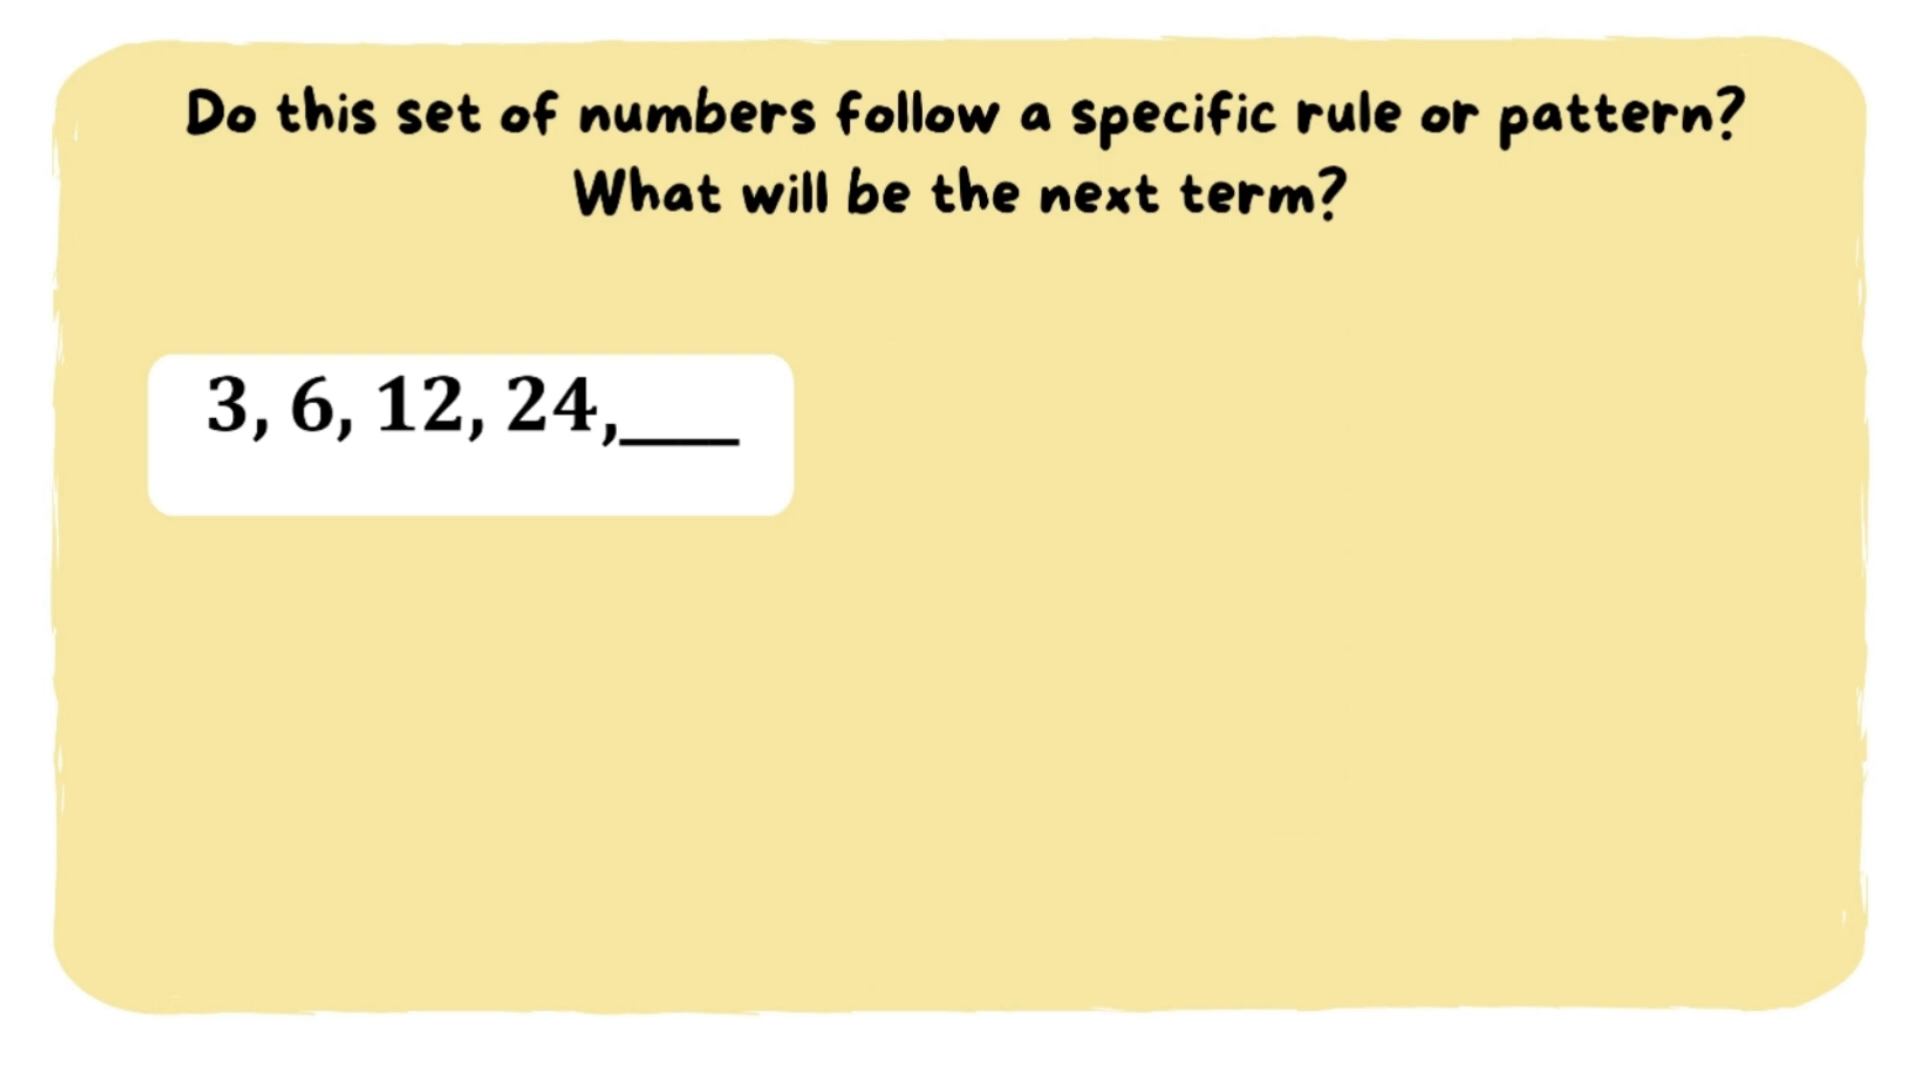 Do this set of numbers follow a specific rule or pattern?
What will be the next term?
3, 6, 12, 24,___